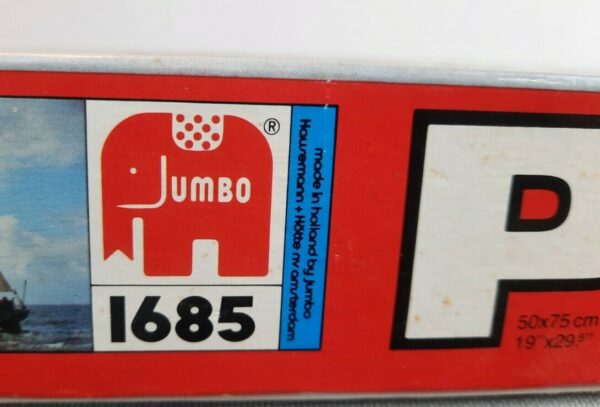 JUMBO
®
1685
made in holland by jumbo
Hausemann + Hötte nv amsterdam
P
50x75 cm
19"x29.5"